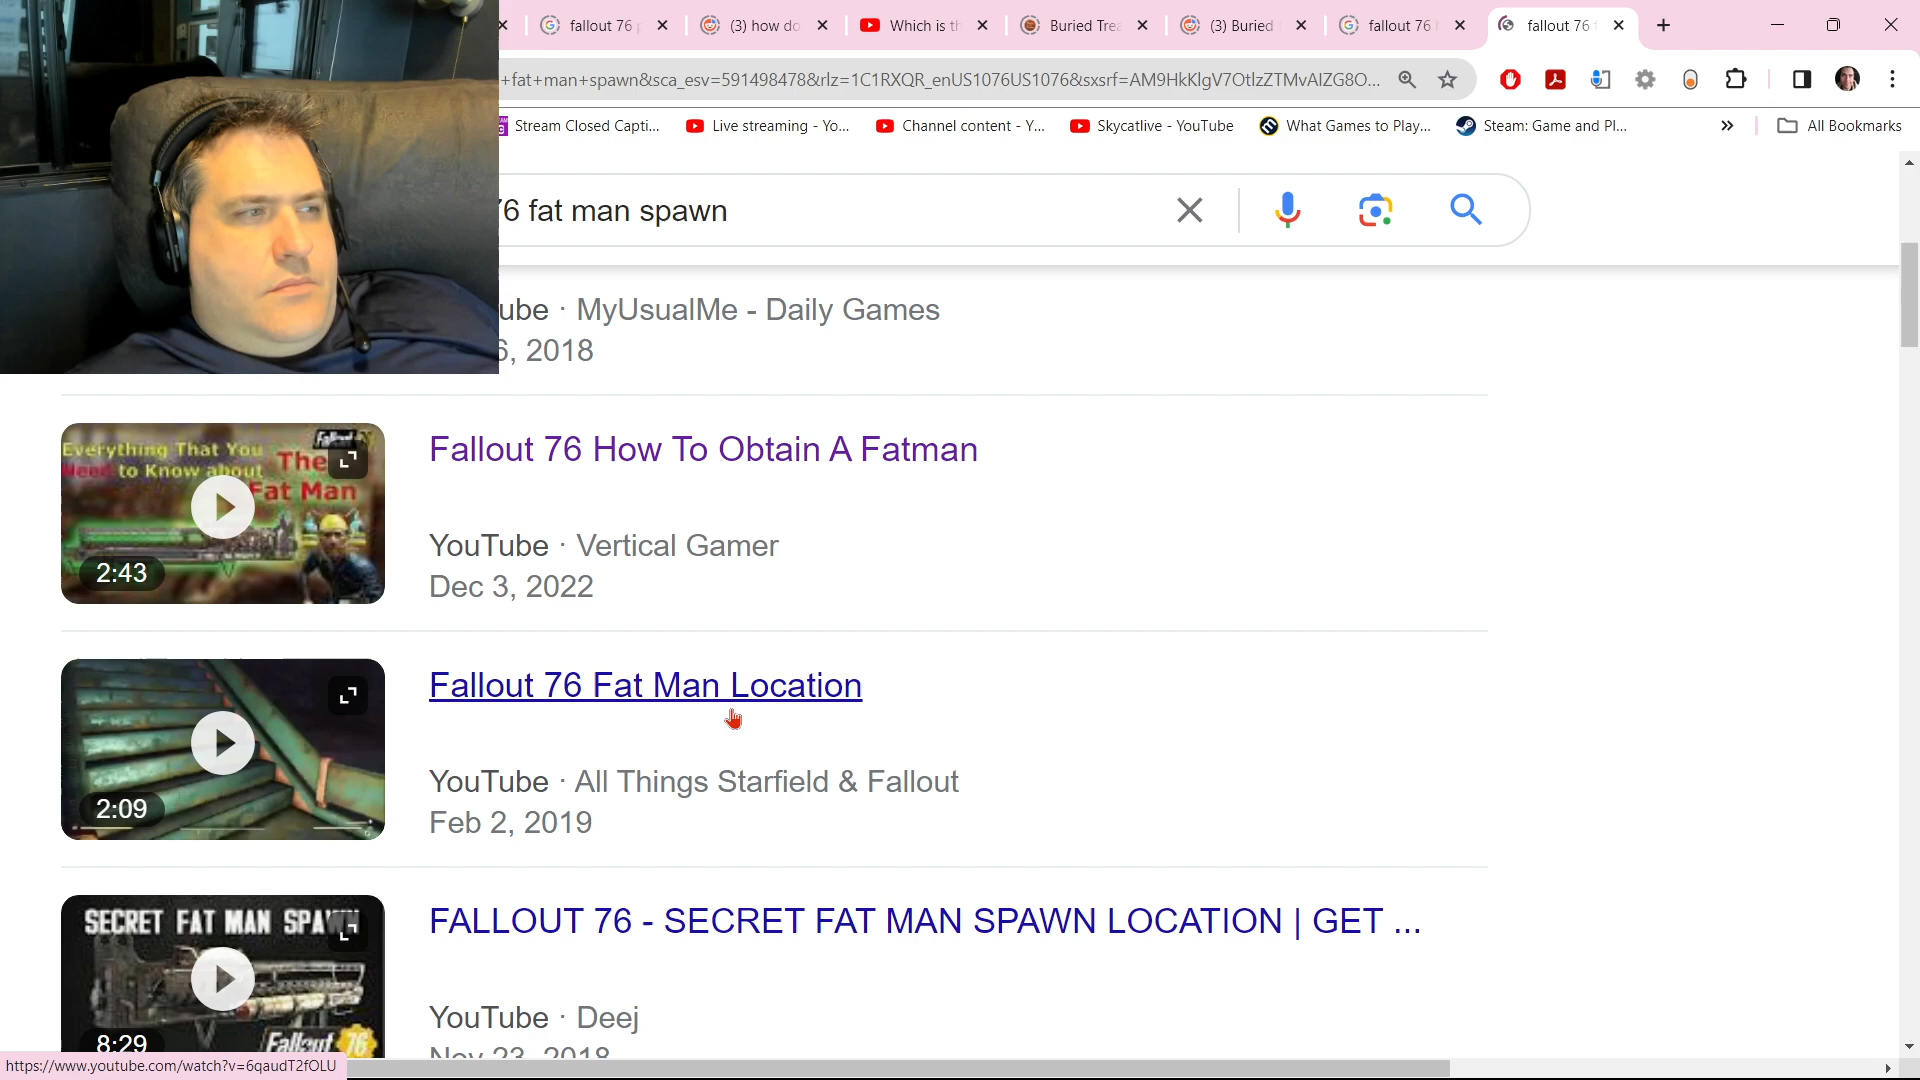 fallout 76
(3) how do
Which is th
Buried Trea
(3) Buried
fallout 76
fallout 76
+fat+man+spawn&sca_esv=591498478&rlz=1C1RXQR_enUS1076US1076&sxsrf=AM9HkKlgV7OtlzZTMvAIZG8O...
Stream Closed Capti...
Live streaming - Yo...
Channel content - Y...
Skycatlive - YouTube
What Games to Play...
Steam: Game and Pl...
All Bookmarks
76 fat man spawn
ube · MyUsualMe - Daily Games
6, 2018
Everything That You
Need to Know about
The
Fat Man
2:43
Fallout 76 How To Obtain A Fatman
YouTube · Vertical Gamer
Dec 3, 2022
2:09
Fallout 76 Fat Man Location
YouTube · All Things Starfield & Fallout
Feb 2, 2019
SECRET FAT MAN SPAWN
8:29
Fallout 76
FALLOUT 76 - SECRET FAT MAN SPAWN LOCATION | GET ...
YouTube · Deej
Nov 23, 2018
https://www.youtube.com/watch?v=6qaudT2fOLU